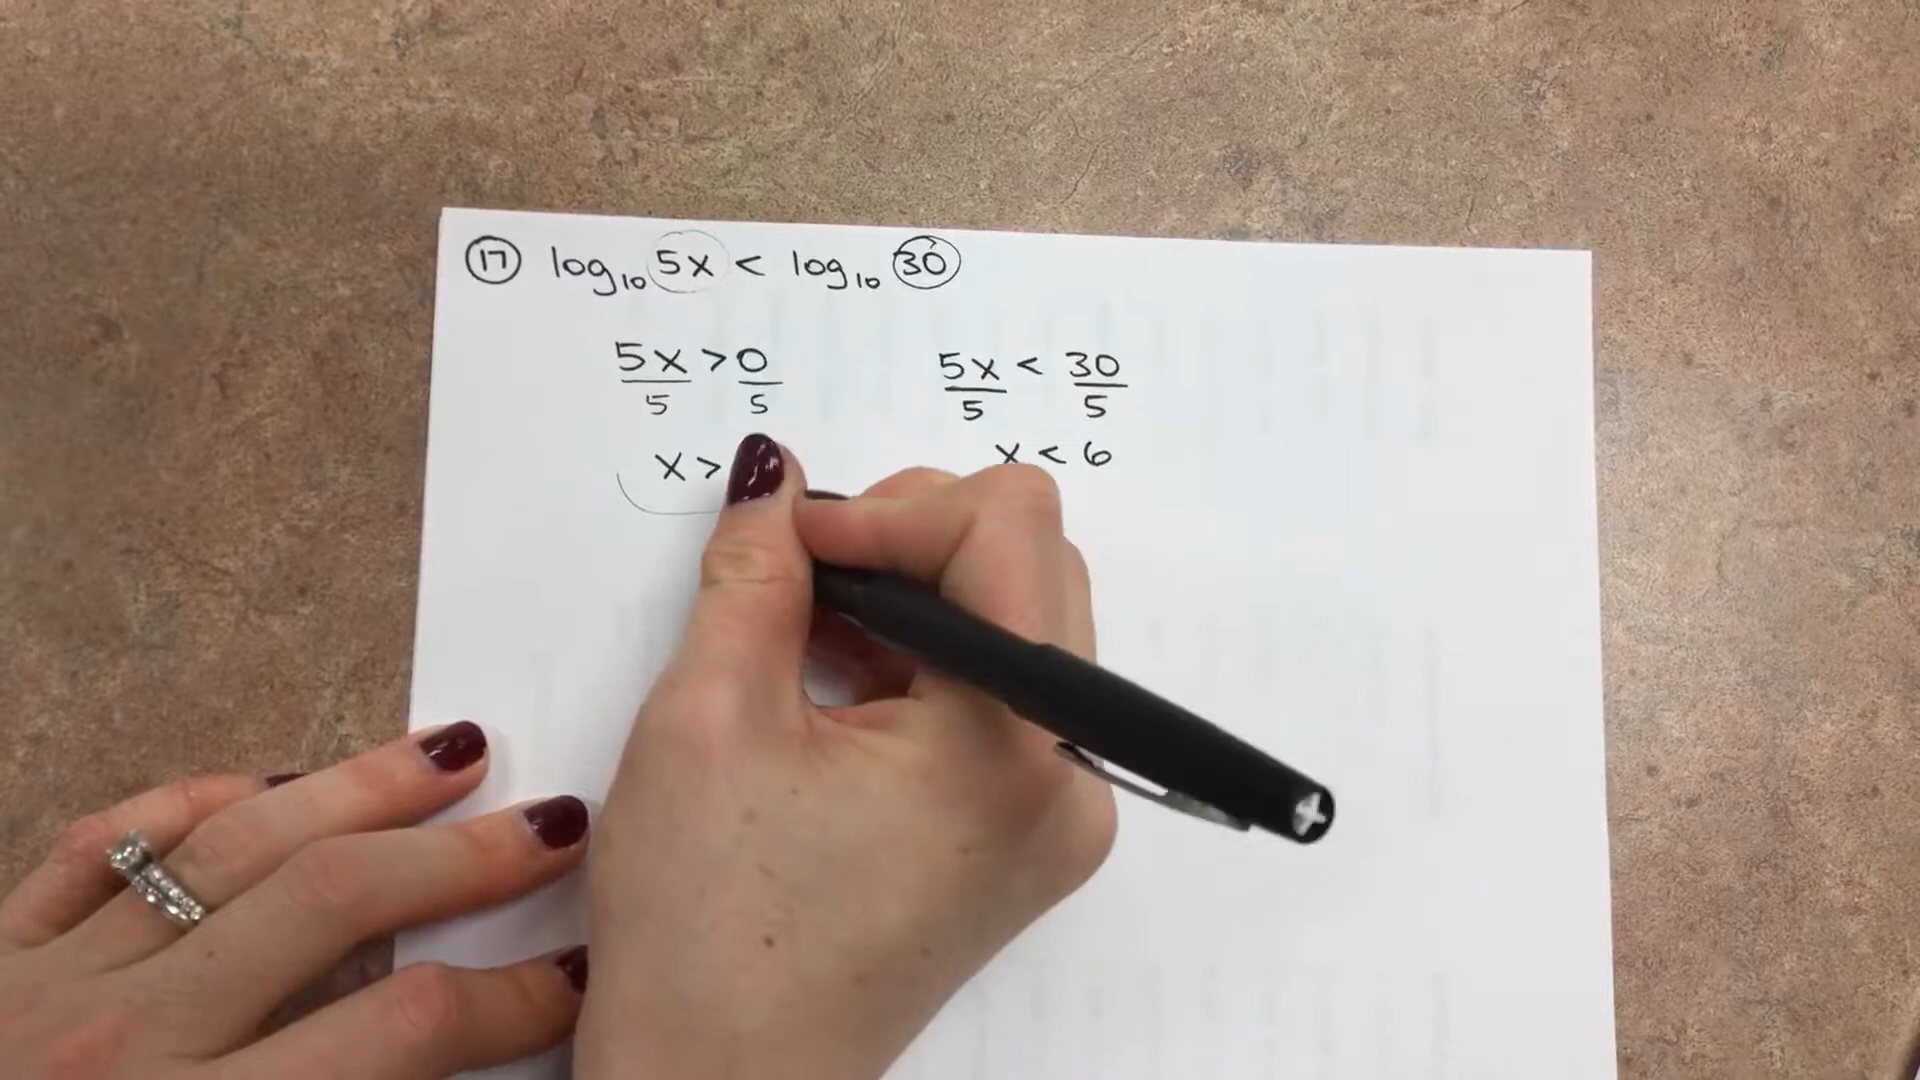 17 log₁₀ 5x < log₁₀ 30
5x > 0 5x < 30
5 5 5 5
x > x < 6